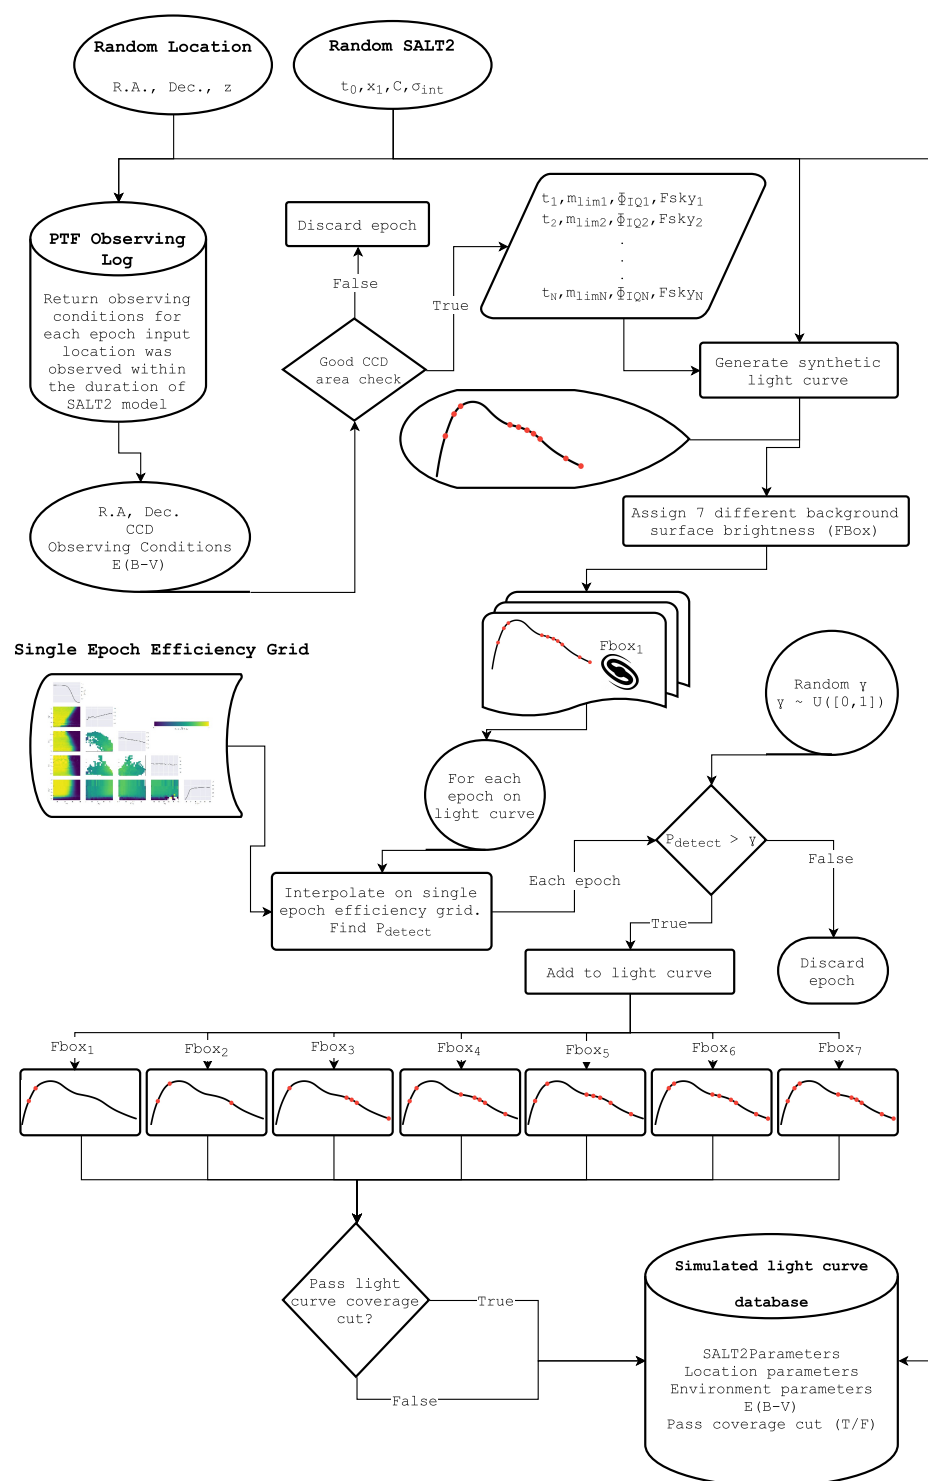 Random Location
R.A., Dec., z
Random SALT2
t0,x1,C,σint
PTF Observing
Log
Return observing
conditions for
each epoch input
location was
observed within
the duration of
SALT2 model
Discard epoch
False
True
Good CCD
area check
t1,mlim1,ΦIQ1,Fsky1
t2,mlim2,ΦIQ2,Fsky2
.
.
.
tN,mlimN,ΦIQN,FskyN
Generate synthetic
light curve
R.A, Dec.
CCD
Observing Conditions
E(B-V)
Assign 7 different background
surface brightness (FBox)
Fbox1
Single Epoch Efficiency Grid
Random γ
γ ~ U([0,1])
For each
epoch on
light curve
Pdetect > γ
False
Each epoch
Interpolate on single
epoch efficiency grid.
Find Pdetect
True
Add to light curve
Discard
epoch
Fbox1
Fbox2
Fbox3
Fbox4
Fbox5
Fbox6
Fbox7
Pass light
curve coverage
cut?
True
False
Simulated light curve
database
SALT2Parameters
Location parameters
Environment parameters
E(B-V)
Pass coverage cut (T/F)